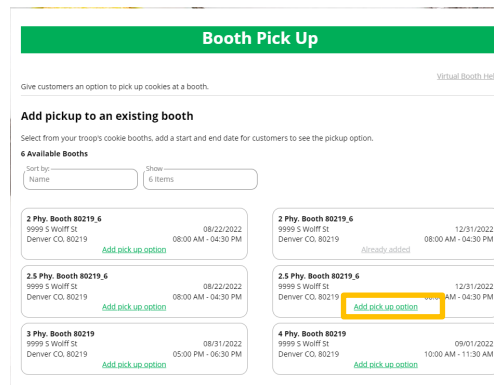 Booth Pick Up
Virtual Booth Hel
Give customers an option to pick up cookies at a booth.
Add pickup to an existing booth
Select from your troop's cookie booths, add a start and end date for customers to see the pickup option.
6 Available Booths
Sort by: Show
Name 6 Items
2 Phy. Booth 80219_6
9999 S Wolff St 08/22/2022
Denver CO, 80219 08:00 AM - 04:30 PM
Add pick up option
2 Phy. Booth 80219_6
9999 S Wolff St 12/31/2022
Denver CO, 80219 08:00 AM - 04:30 PM
Already added
2.5 Phy. Booth 80219_6
9999 S Wolff St 08/22/2022
Denver CO, 80219 08:00 AM - 04:30 PM
Add pick up option
2.5 Phy. Booth 80219_6
9999 S Wolff St 12/31/2022
Denver CO, 80219 AM - 04:30 PM
Add pick up option
3 Phy. Booth 80219
9999 S Wolff St 08/31/2022
Denver CO, 80219 05:00 PM - 06:30 PM
Add pick up option
4 Phy. Booth 80219
9999 S Wolff St 09/01/2022
Denver CO, 80219 10:00 AM - 11:30 AM
Add pick up option